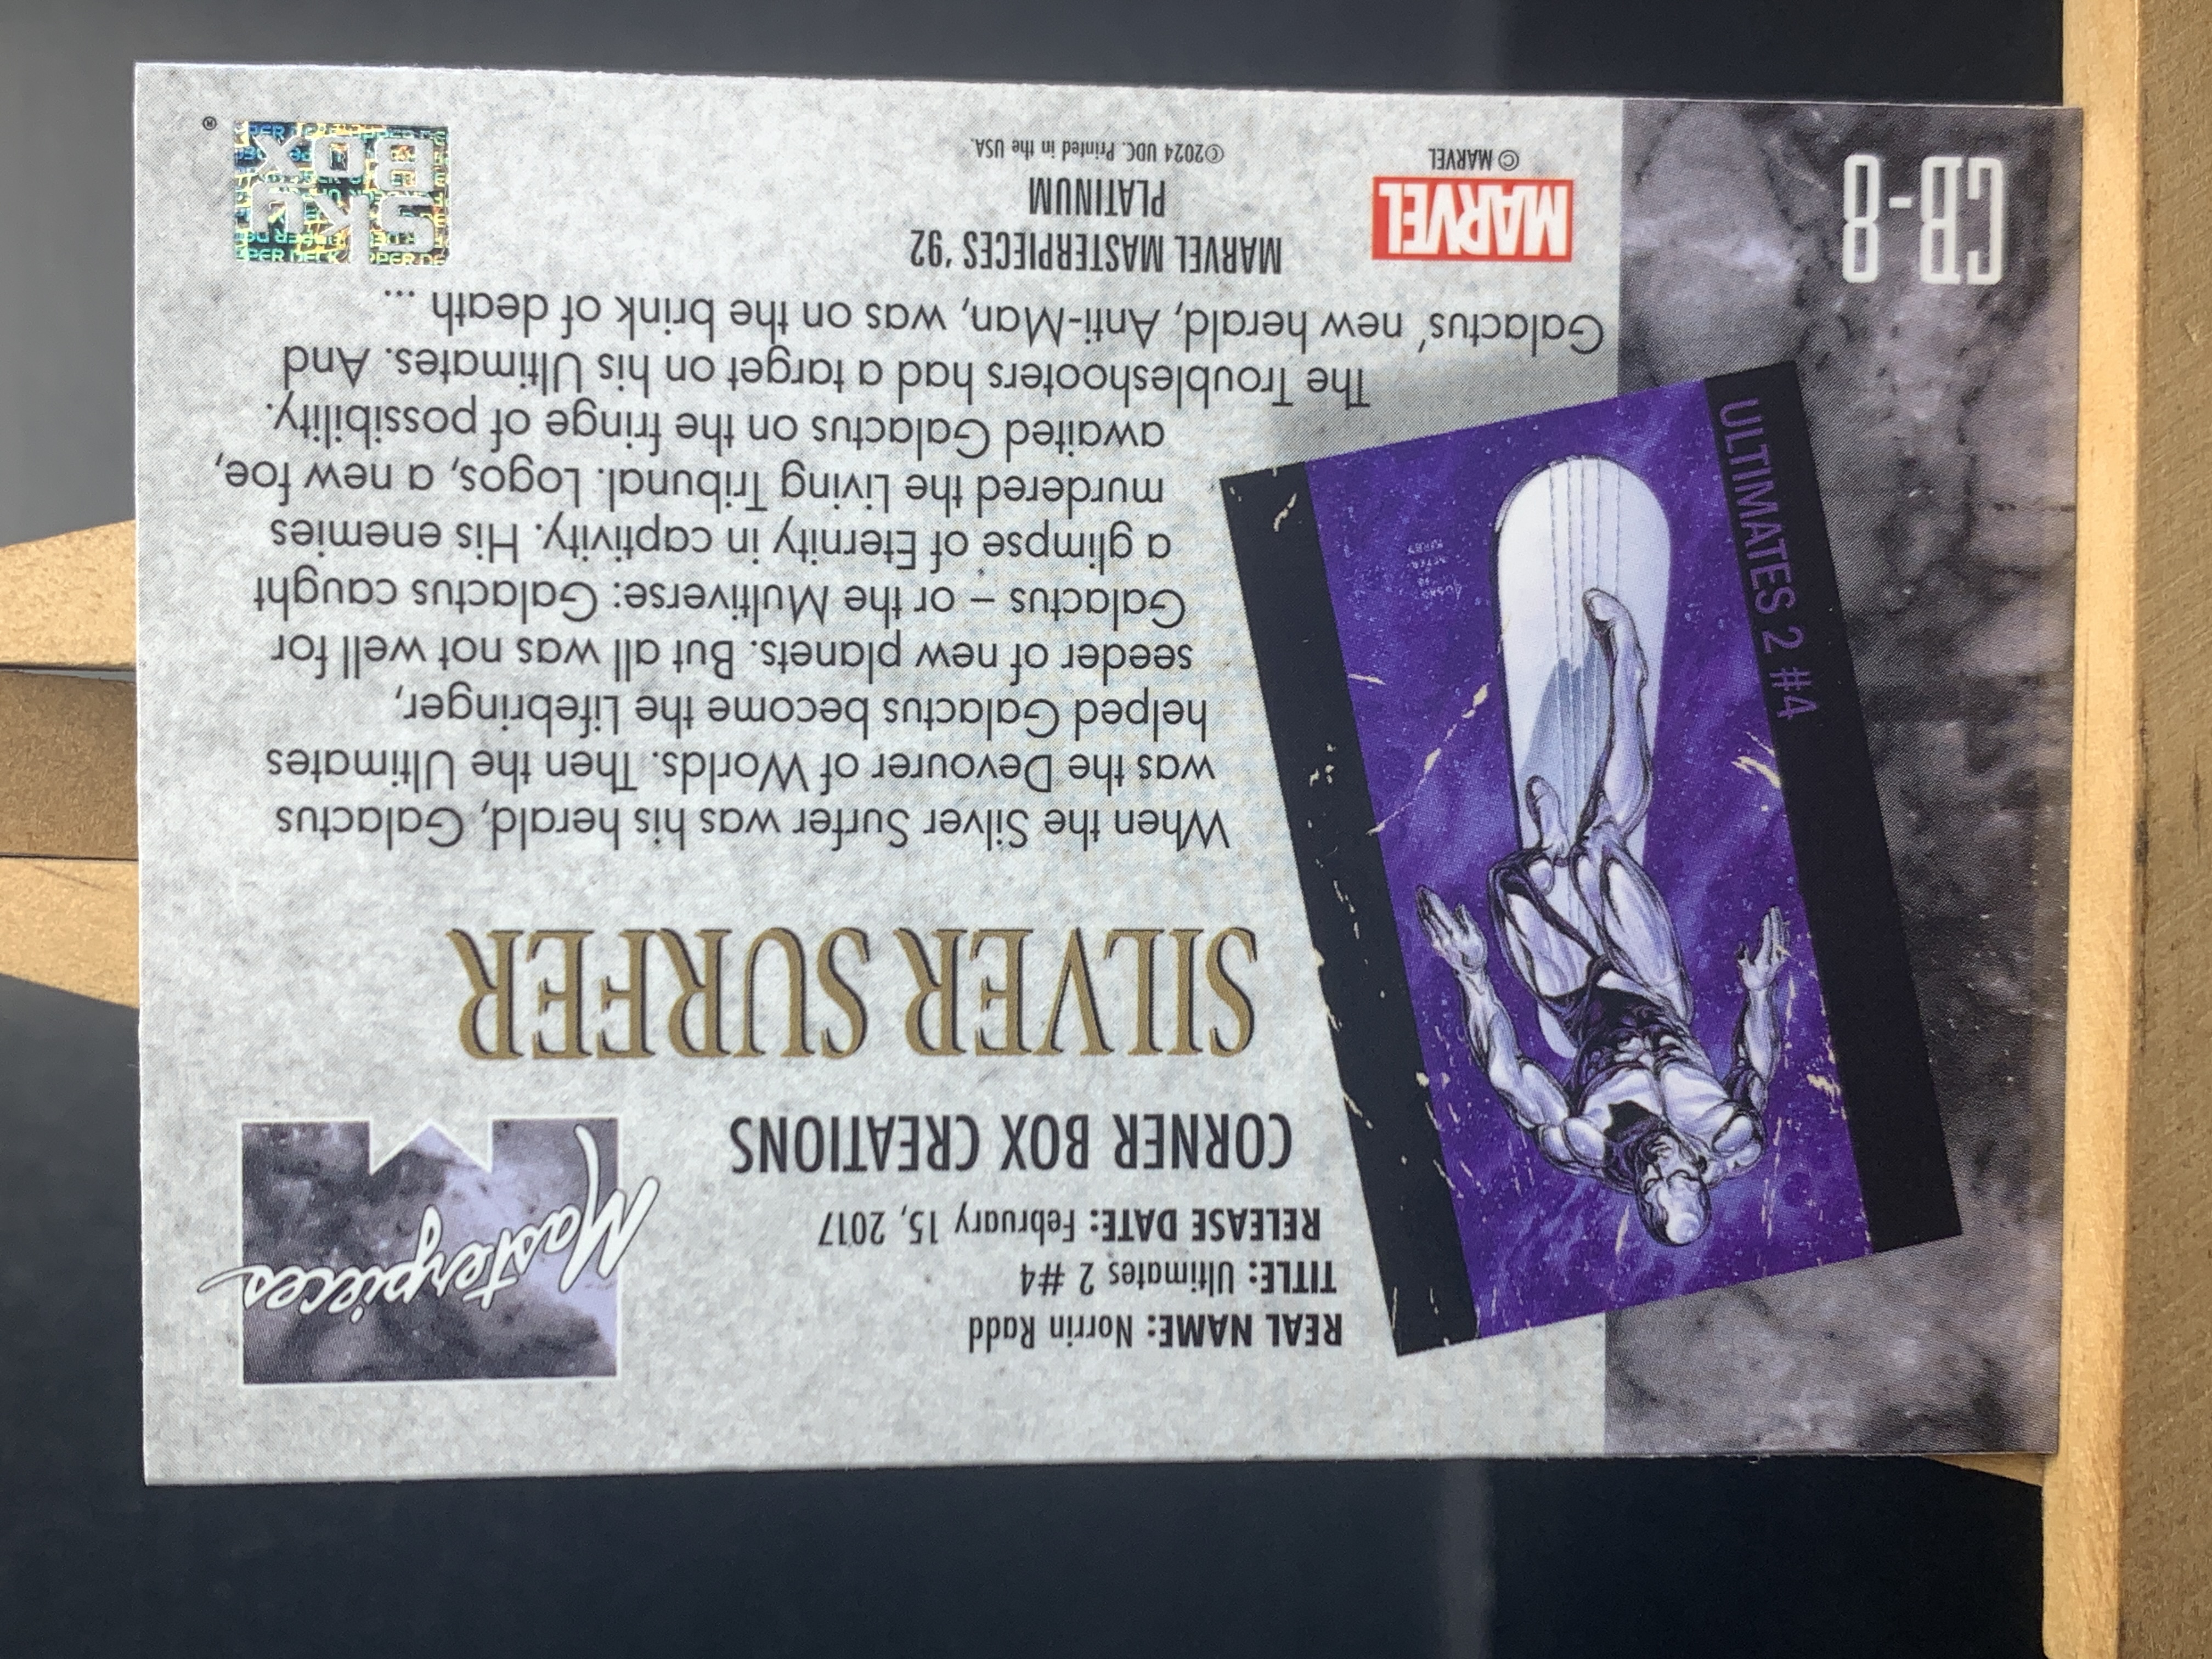 REAL NAME: Norrin Radd
TITLE: Ultimates 2 #4
RELEASE DATE: February 15, 2017
CORNER BOX CREATIONS
Masterpieces
SILVER SURFER
ULTIMATES 2 #4
When the Silver Surfer was his herald, Galactus
was the Devourer of Worlds. Then the Ultimates
helped Galactus become the Lifebringer,
seeder of new planets. But all was not well for
Galactus – or the Multiverse: Galactus caught
a glimpse of Eternity in captivity. His enemies
murdered the Living Tribunal. Logos, a new foe,
awaited Galactus on the fringe of possibility.
The Troubleshooters had a target on his Ultimates. And
Galactus' new herald, Anti-Man, was on the brink of death ...
CB-8
MARVEL
© MARVEL
MARVEL MASTERPIECES '92
PLATINUM
©2024 UDC. Printed in the USA.
SKY
BOX
®